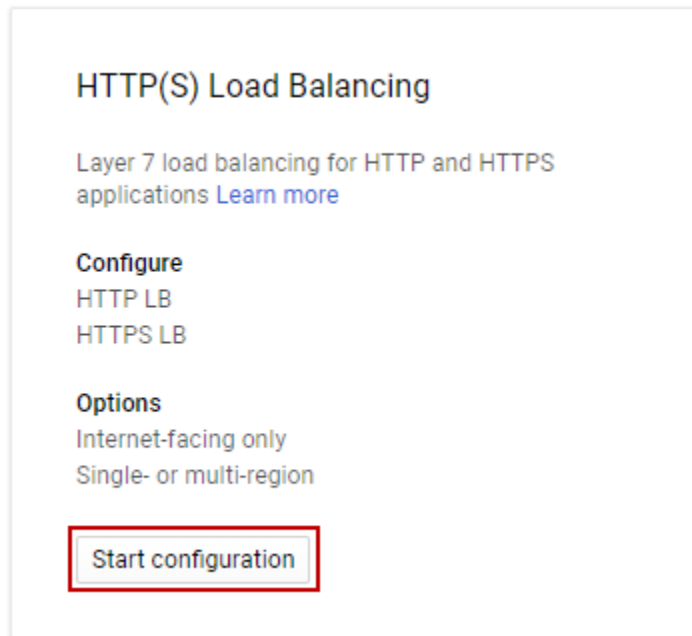 HTTP(S) Load Balancing
Layer 7 load balancing for HTTP and HTTPS
applications Learn more
Configure
HTTP LB
HTTPS LB
Options
Internet-facing only
Single- or multi-region
Start configuration